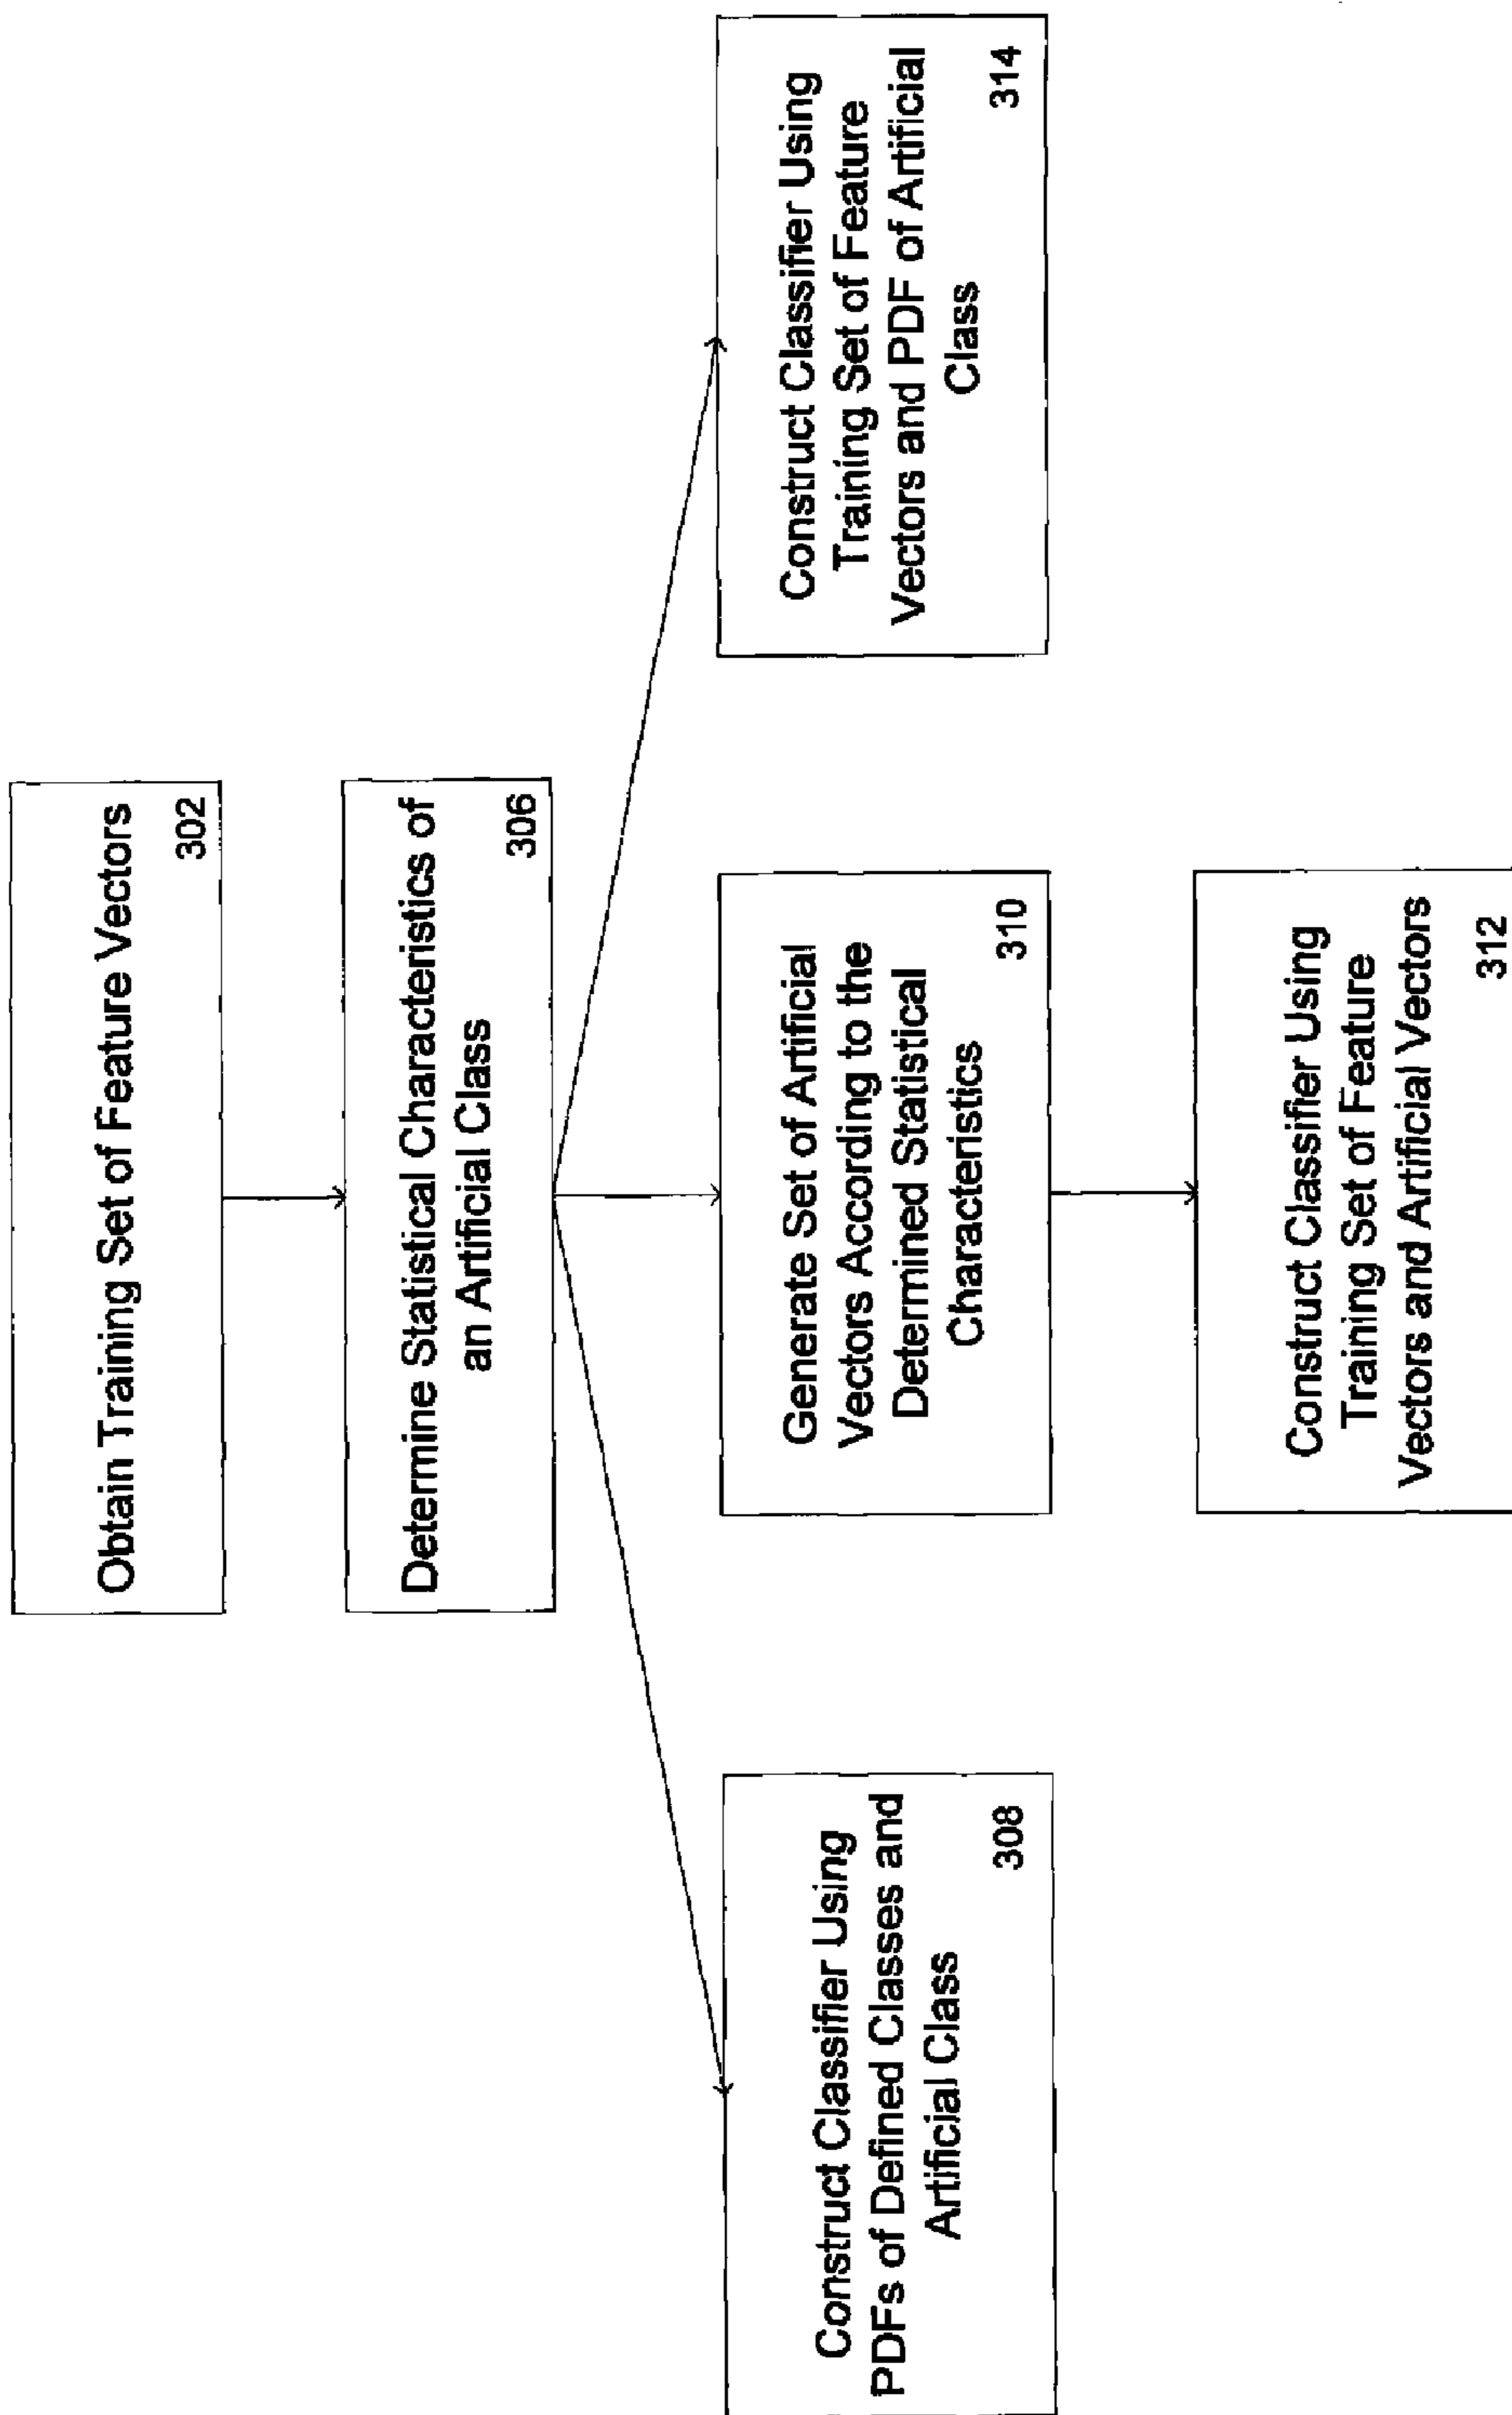 Obtain Training Set of Feature Vectors
302
Determine Statistical Characteristics of
an Artificial Class
306
Construct Classifier Using
PDFs of Defined Classes and
Artificial Class
308
Generate Set of Artificial
Vectors According to the
Determined Statistical
Characteristics
310
Construct Classifier Using
Training Set of Feature
Vectors and PDF of Artificial
Class
314
Construct Classifier Using
Training Set of Feature
Vectors and Artificial Vectors
312